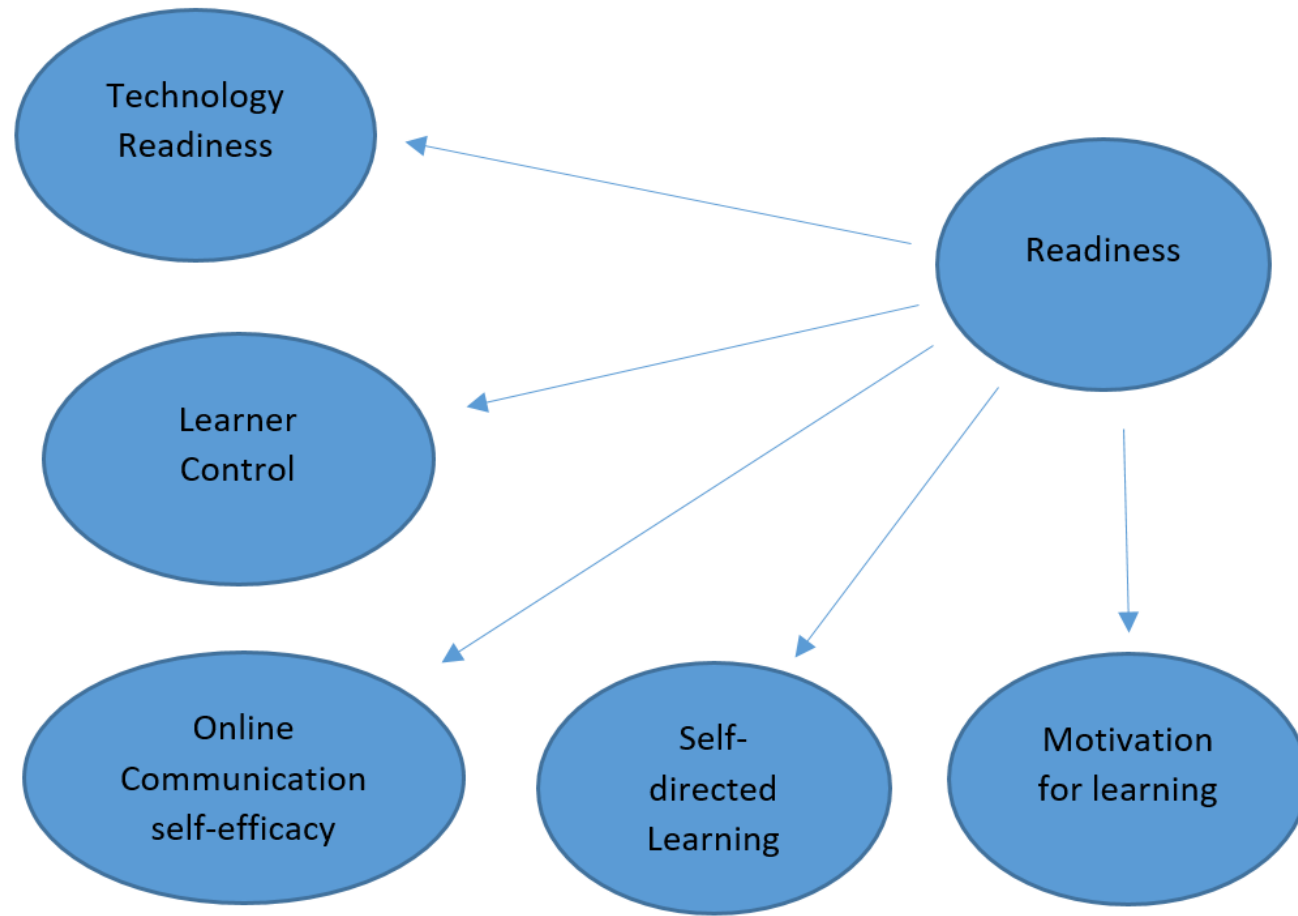 Technology
Readiness
Readiness
Learner
Control
Online
Communication
self-efficacy
Self-
directed
Learning
Motivation
for learning